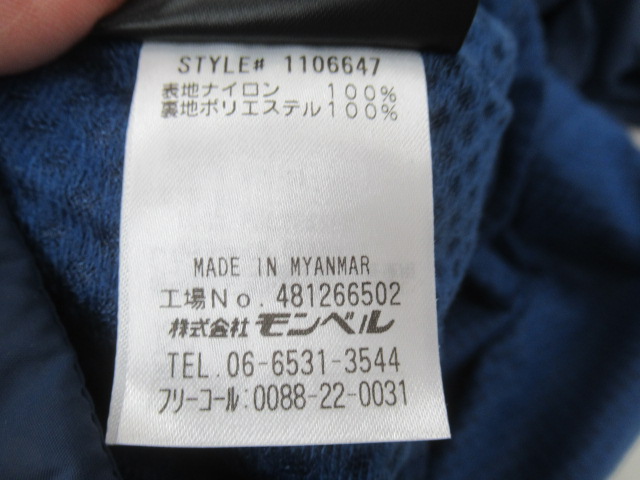 STYLE# 1106647
表地ナイロン 100%
裏地ポリエステル100%
MADE IN MYANMAR
工場No. 481266502
株式会社モンベル
TEL. 06-6531-3544
フリーコール:0088-22-0031